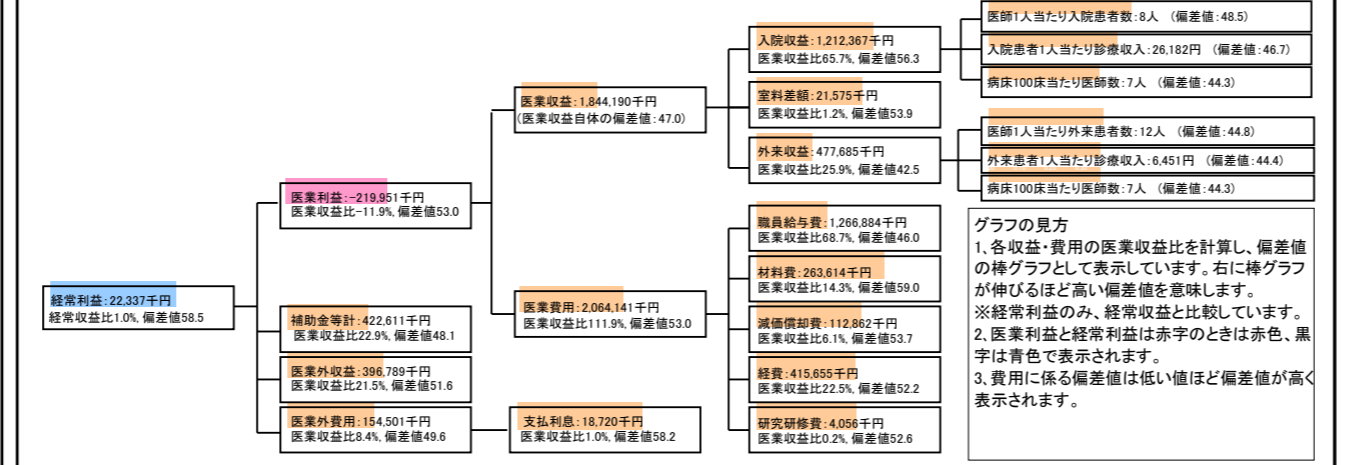 経常利益:22,337千円
経常収益比1.0%, 偏差値58.5
医業利益:-219,951千円
医業収益比-11.9%, 偏差値53.0
補助金等計:422,611千円
医業収益比22.9%, 偏差値48.1
医業外収益:396,789千円
医業収益比21.5%, 偏差値51.6
医業外費用:154,501千円
医業収益比8.4%, 偏差値49.6
医業収益:1,844,190千円
(医業収益自体の偏差値:47.0)
医業費用:2,064,141千円
医業収益比111.9%, 偏差値53.0
支払利息:18,720千円
医業収益比1.0%, 偏差値58.2
入院収益:1,212,367千円
医業収益比65.7%, 偏差値56.3
室料差額:21,575千円
医業収益比1.2%, 偏差値53.9
外来収益:477,685千円
医業収益比25.9%, 偏差値42.5
職員給与費:1,266,884千円
医業収益比68.7%, 偏差値46.0
材料費:263,614千円
医業収益比14.3%, 偏差値59.0
減価償却費:112,862千円
医業収益比6.1%, 偏差値53.7
経費:415,655千円
医業収益比22.5%, 偏差値52.2
研究研修費:4,056千円
医業収益比0.2%, 偏差値52.6
医師1人当たり入院患者数:8人 (偏差値:48.5)
入院患者1人当たり診療収入:26,182円 (偏差値:46.7)
病床100床当たり医師数:7人 (偏差値:44.3)
医師1人当たり外来患者数:12人 (偏差値:44.8)
外来患者1人当たり診療収入:6,451円 (偏差値:44.4)
病床100床当たり医師数:7人 (偏差値:44.3)
グラフの見方
1、各収益・費用の医業収益比を計算し、偏差値
の棒グラフとして表示しています。右に棒グラフ
が伸びるほど高い偏差値を意味します。
※経常利益のみ、経常収益と比較しています。
2、医業利益と経常利益は赤字のときは赤色、黒
字は青色で表示されます。
3、費用に係る偏差値は低い値ほど偏差値が高く
表示されます。